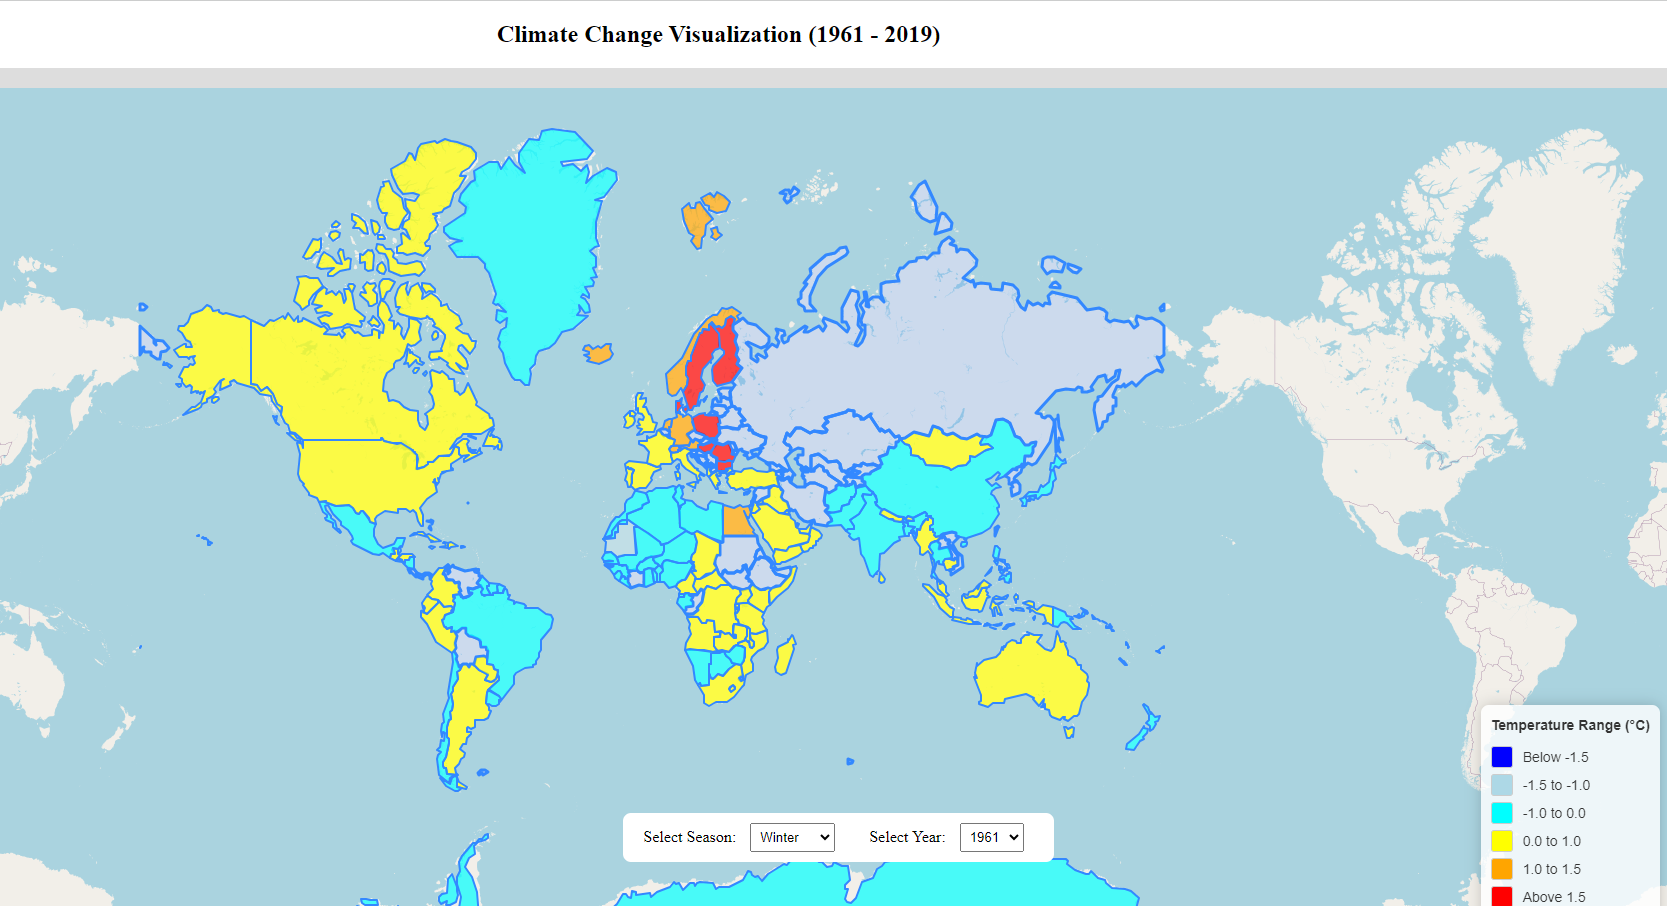 Climate Change Visualization (1961 - 2019)
Select Season: Winter Select Year: 1961
Temperature Range (°C)
Below -1.5
-1.5 to -1.0
-1.0 to 0.0
0.0 to 1.0
1.0 to 1.5
Above 1.5